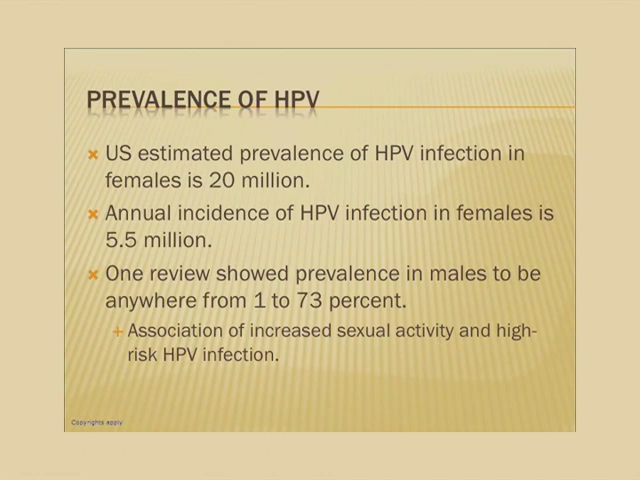 PREVALENCE OF HPV
US estimated prevalence of HPV infection in
females is 20 million.
Annual incidence of HPV infection in females is
5.5 million.
One review showed prevalence in males to be
anywhere from 1 to 73 percent.
Association of increased sexual activity and high-
risk HPV infection.
Copyrights apply